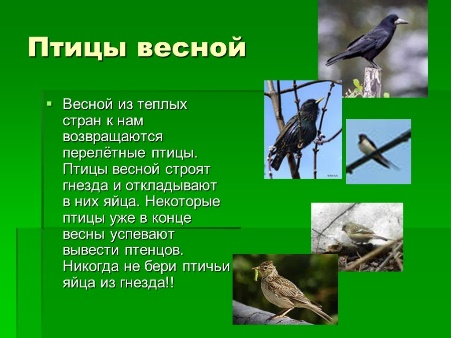 Птицы весной
Весной из теплых
стран к нам
возвращаются
перелётные птицы.
Птицы весной строят
гнезда и откладывают
в них яйца. Некоторые
птицы уже в конце
весны успевают
вывести птенцов.
Никогда не бери птичьи
яйца из гнезда!!